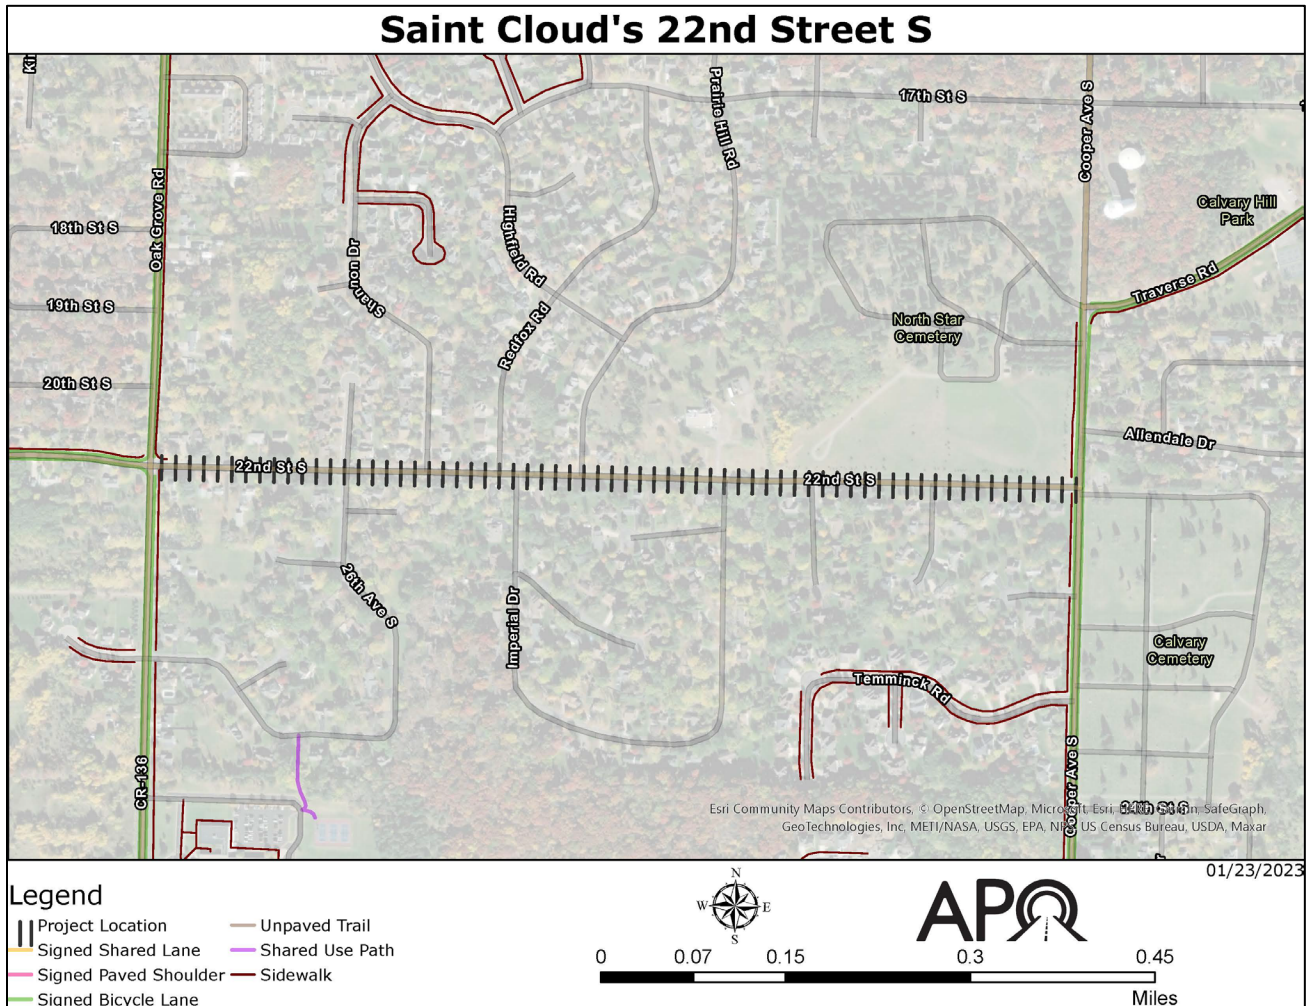 Saint Cloud's 22nd Street S
Prairie Hill Rd
17th St S
Cooper Ave S
Oak Grove Rd
Calvary Hill
Park
18th St S
Highfield Rd
Shannon Dr
Traverse Rd
19th St S
North Star
Cemetery
Redfox Rd
20th St S
Allendale Dr
22nd St S
22nd St S
26th Ave S
Imperial Dr
Calvary
Cemetery
Temminck Rd
CR-136
Cooper Ave S
Esri Community Maps Contributors, © OpenStreetMap, Microsoft, Esri, SafeGraph,
GeoTechnologies, Inc, METI/NASA, USGS, EPA, US Census Bureau, USDA, Maxar
01/23/2023
Legend
Project Location
Signed Shared Lane
Signed Paved Shoulder
Signed Bicycle Lane
Unpaved Trail
Shared Use Path
Sidewalk
N
W E
S
APO
0 0.07 0.15 0.3 0.45
Miles